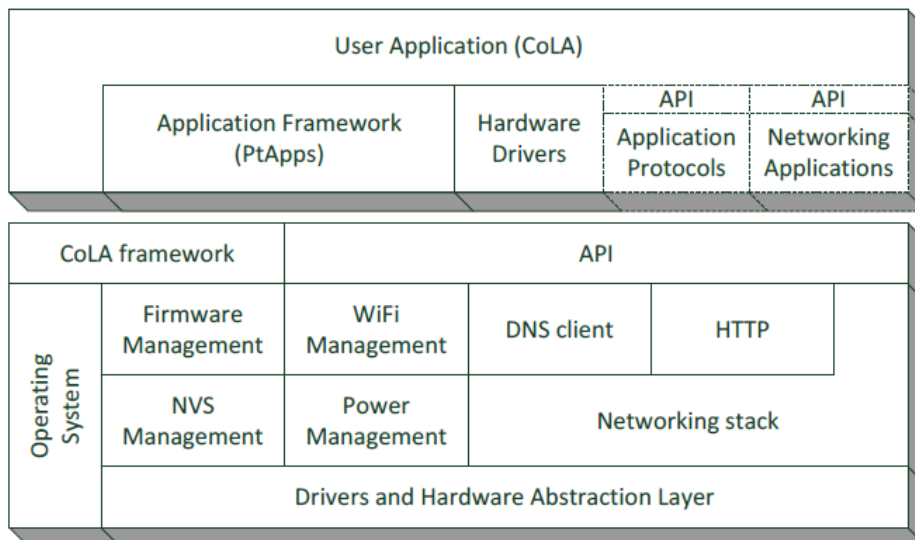 User Application (CoLA)
Application Framework
(PtApps)
Hardware
Drivers
API
Application
Protocols
API
Networking
Applications
CoLA framework
API
Operating
System
Firmware
Management
WiFi
Management
DNS client
HTTP
NVS
Management
Power
Management
Networking stack
Drivers and Hardware Abstraction Layer